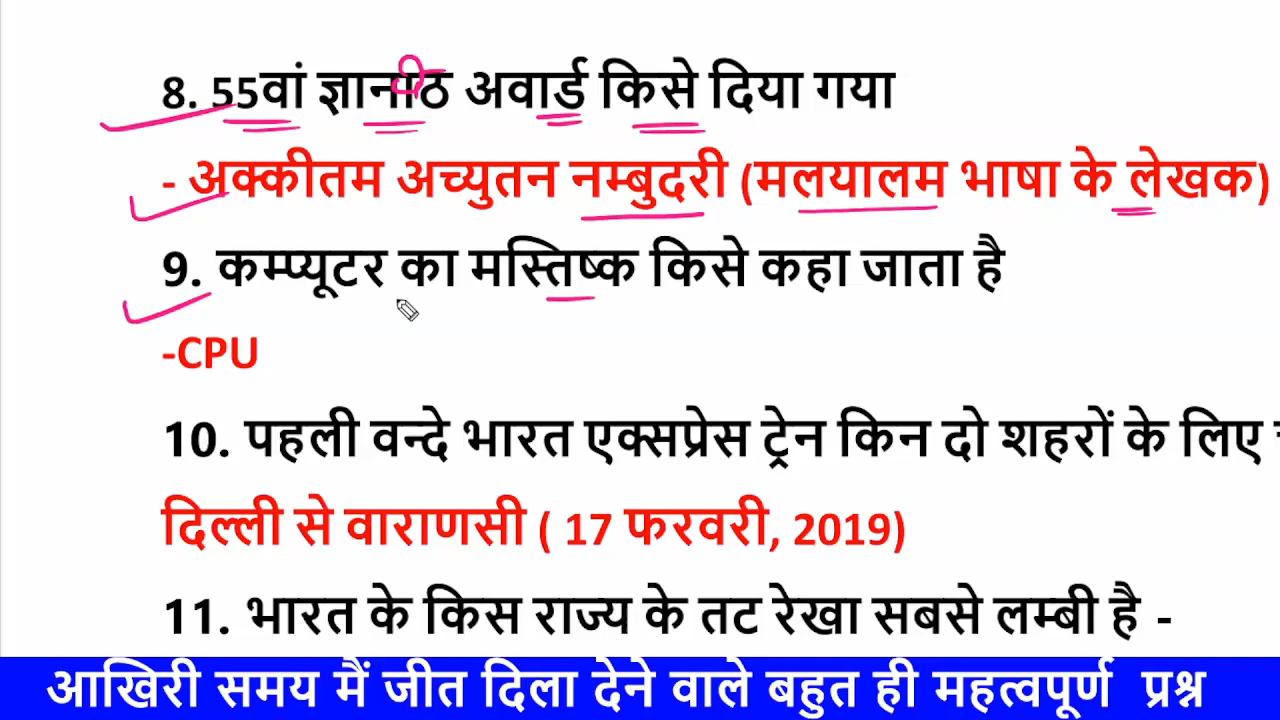 8. 55वां ज्ञानीठ अवार्ड किसे दिया गया
- अक्कीतम अच्युतन नम्बुदरी (मलयालम भाषा के लेखक)
9. कम्प्यूटर का मस्तिष्क किसे कहा जाता है
-CPU
10. पहली वन्दे भारत एक्सप्रेस ट्रेन किन दो शहरों के लिए
दिल्ली से वाराणसी ( 17 फरवरी, 2019)
11. भारत के किस राज्य के तट रेखा सबसे लम्बी है -
आखिरी समय मैं जीत दिला देने वाले बहुत ही महत्वपूर्ण प्रश्न